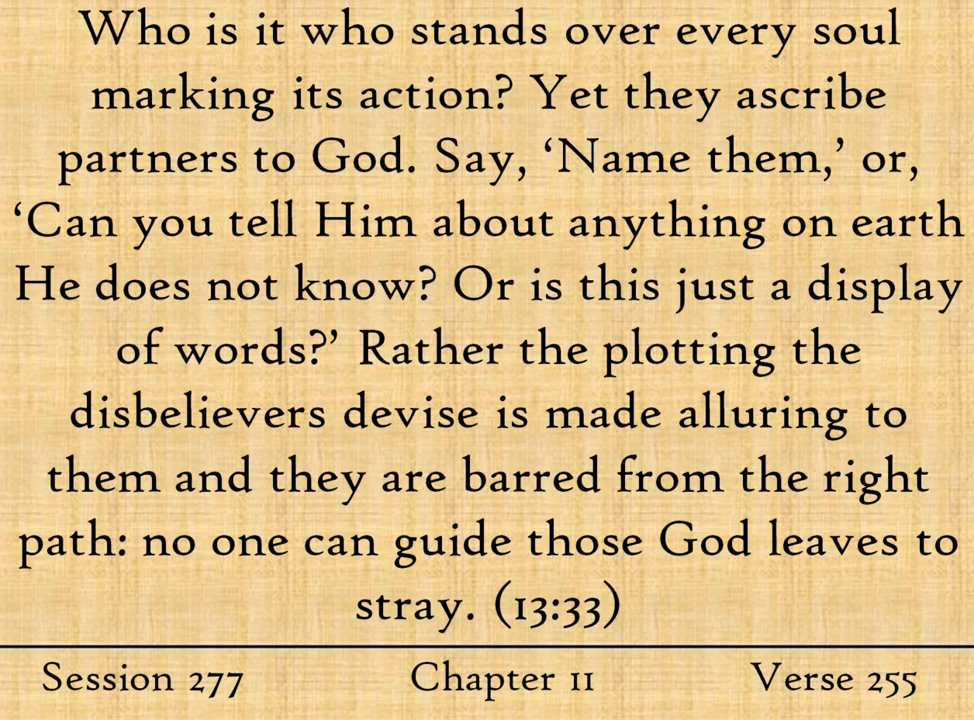 Who is it who stands over every soul
marking its action? Yet they ascribe
partners to God. Say, ‘Name them,’ or,
‘Can you tell Him about anything on earth
He does not know? Or is this just a display
of words?’ Rather the plotting the
disbelievers devise is made alluring to
them and they are barred from the right
path: no one can guide those God leaves to
stray. (13:33)
Session 277 Chapter 11 Verse 255